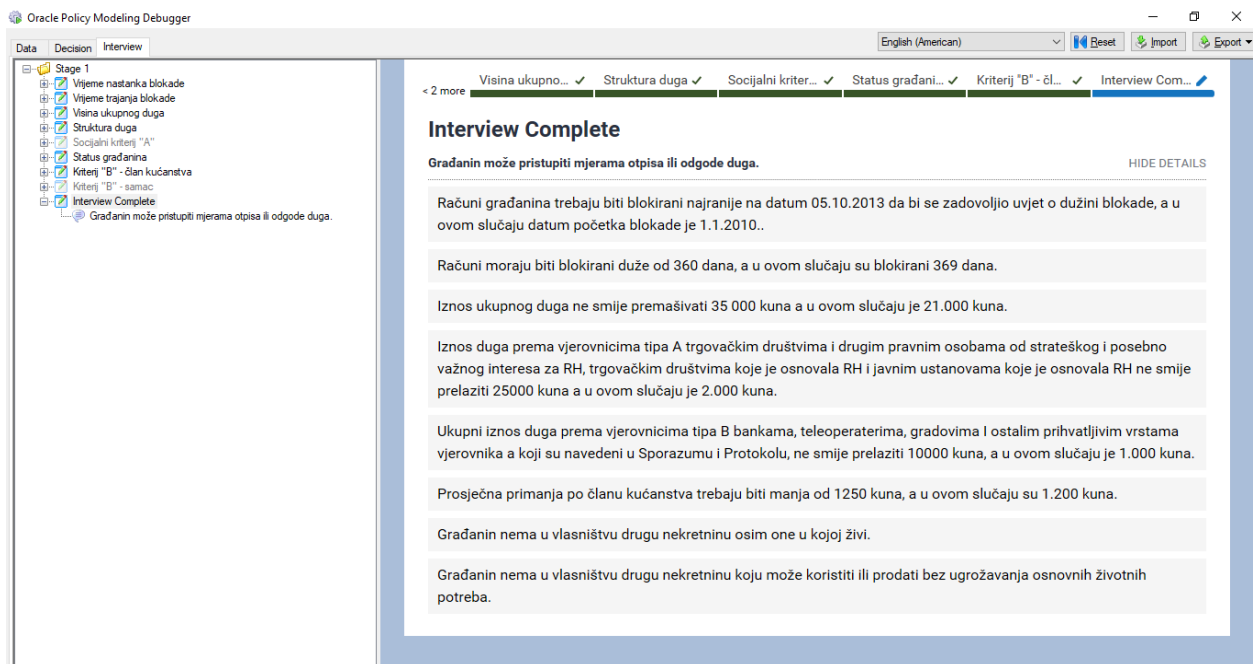 Oracle Policy Modeling Debugger
Data Decision Interview
English (American) Reset Import Export
Stage 1
Vrijeme nastanka blokade
Vrijeme trajanja blokade
Visina ukupnog duga
Struktura duga
Socijalni kriterij "A"
Status građanina
Kriterij "B" - član kućanstva
Kriterij "B" - samac
Interview Complete
Građanin može pristupiti mjerama otpisa ili odgode duga.
< 2 more Visina ukupno... Struktura duga Socijalni kriter... Status građani... Kriterij "B" - čl... Interview Com...
Interview Complete
Građanin može pristupiti mjerama otpisa ili odgode duga. HIDE DETAILS
Računi građanina trebaju biti blokirani najranije na datum 05.10.2013 da bi se zadovoljio uvjet o dužini blokade, a u
ovom slučaju datum početka blokade je 1.1.2010..
Računi moraju biti blokirani duže od 360 dana, a u ovom slučaju su blokirani 369 dana.
Iznos ukupnog duga ne smije premašivati 35 000 kuna a u ovom slučaju je 21.000 kuna.
Iznos duga prema vjerovnicima tipa A trgovačkim društvima i drugim pravnim osobama od strateškog i posebno
važnog interesa za RH, trgovačkim društvima koje je osnovala RH i javnim ustanovama koje je osnovala RH ne smije
prelaziti 25000 kuna a u ovom slučaju je 2.000 kuna.
Ukupni iznos duga prema vjerovnicima tipa B bankama, teleoperaterima, gradovima I ostalim prihvatljivim vrstama
vjerovnika a koji su navedeni u Sporazumu i Protokolu, ne smije prelaziti 10000 kuna, a u ovom slučaju je 1.000 kuna.
Prosječna primanja po članu kućanstva trebaju biti manja od 1250 kuna, a u ovom slučaju su 1.200 kuna.
Građanin nema u vlasništvu drugu nekretninu osim one u kojoj živi.
Građanin nema u vlasništvu drugu nekretninu koju može koristiti ili prodati bez ugrožavanja osnovnih životnih
potreba.